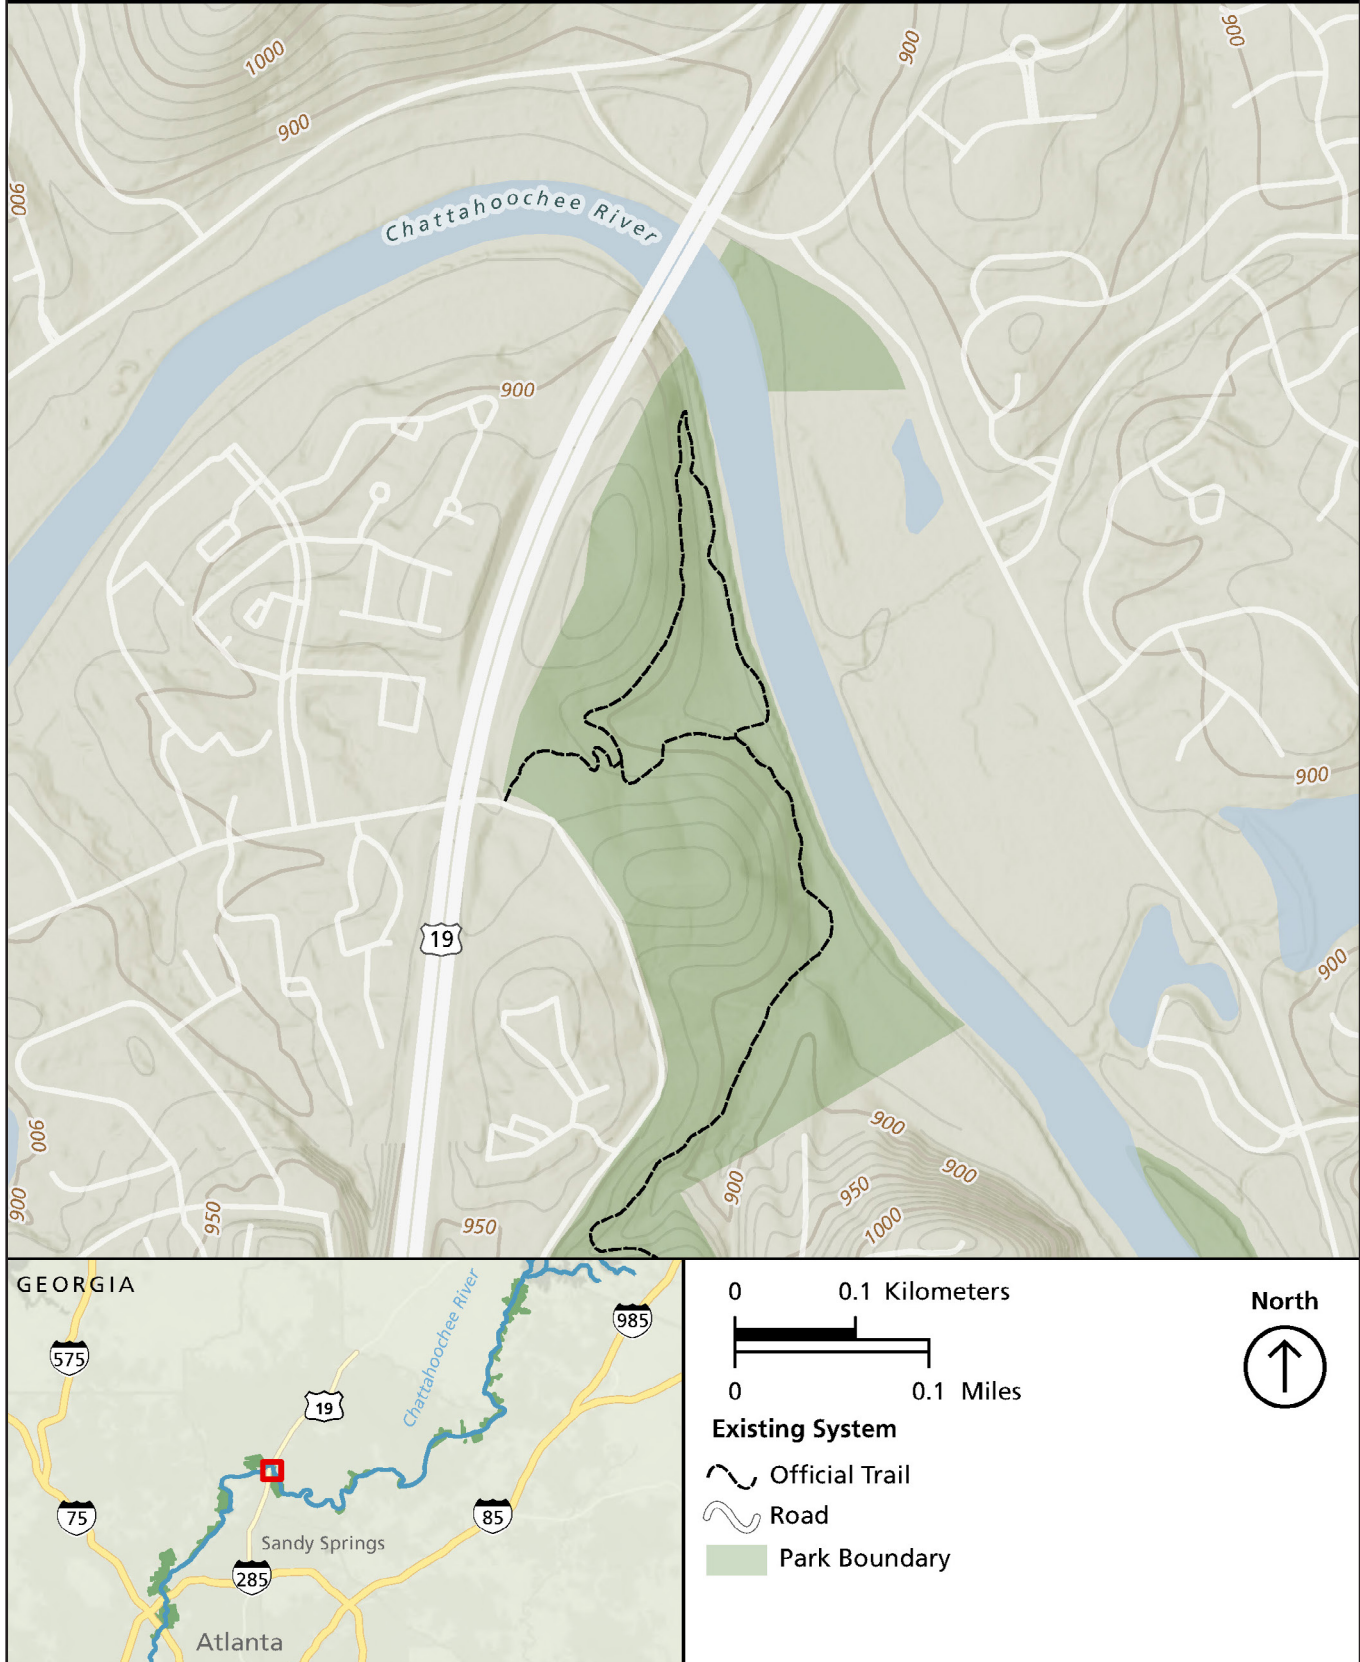 1000
900
900
900
900
Chattahoochee River
900
900
19
900
900
900
950
950
900
900
950
900
1000
GEORGIA
575
Chattahoochee River
985
19
75
85
Sandy Springs
285
Atlanta
0 0.1 Kilometers
0 0.1 Miles
North
Existing System
Official Trail
Road
Park Boundary